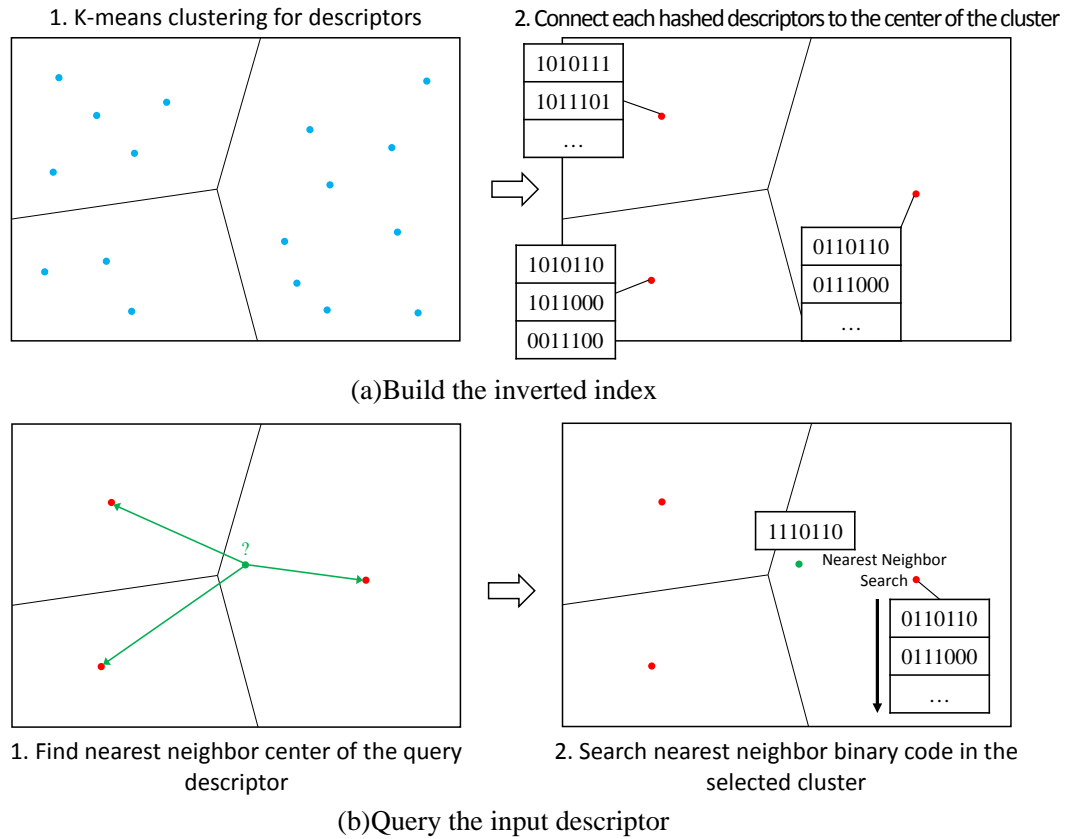 1. K-means clustering for descriptors
2. Connect each hashed descriptors to the center of the cluster
1010111
1011101
…
1010110
1011000
0011100
0110110
0111000
…
(a)Build the inverted index
?
1110110
Nearest Neighbor
Search
0110110
0111000
…
1. Find nearest neighbor center of the query
descriptor
2. Search nearest neighbor binary code in the
selected cluster
(b)Query the input descriptor